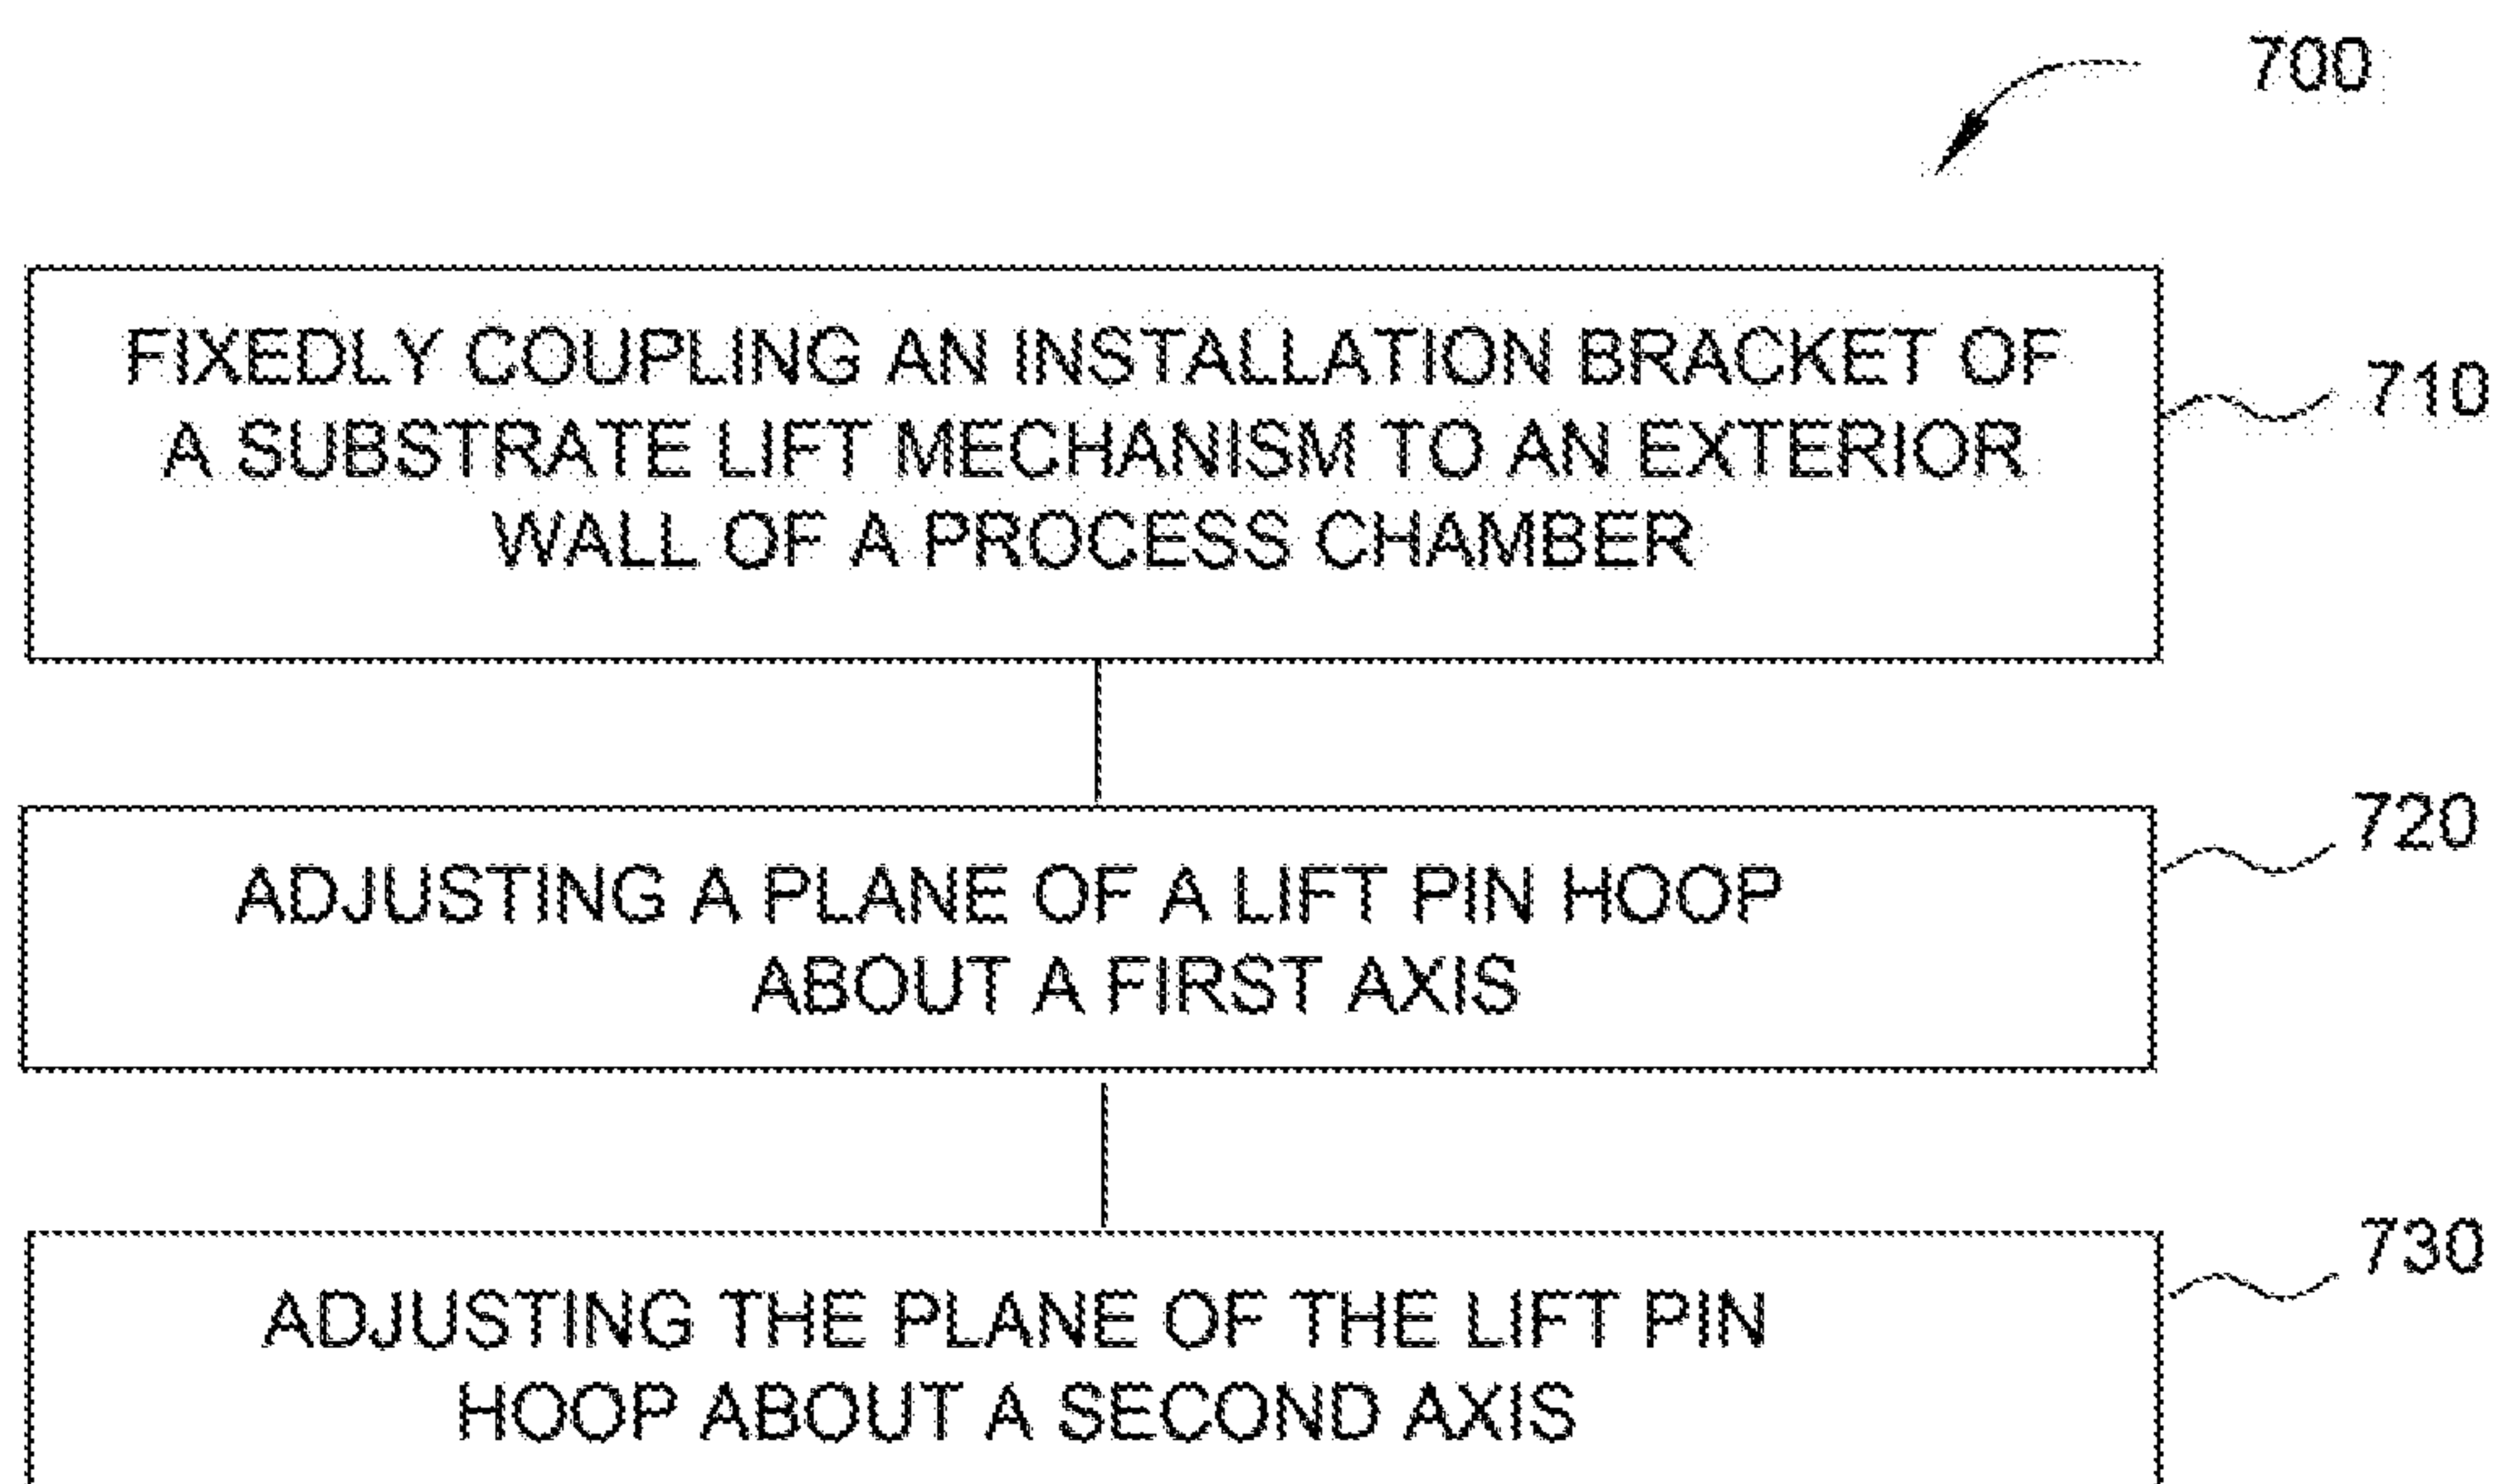 700
FIXEDLY COUPLING AN INSTALLATION BRACKET OF
A SUBSTRATE LIFT MECHANISM TO AN EXTERIOR
WALL OF A PROCESS CHAMBER
710
ADJUSTING A PLANE OF A LIFT PIN HOOP
ABOUT A FIRST AXIS
720
ADJUSTING THE PLANE OF THE LIFT PIN
HOOP ABOUT A SECOND AXIS
730